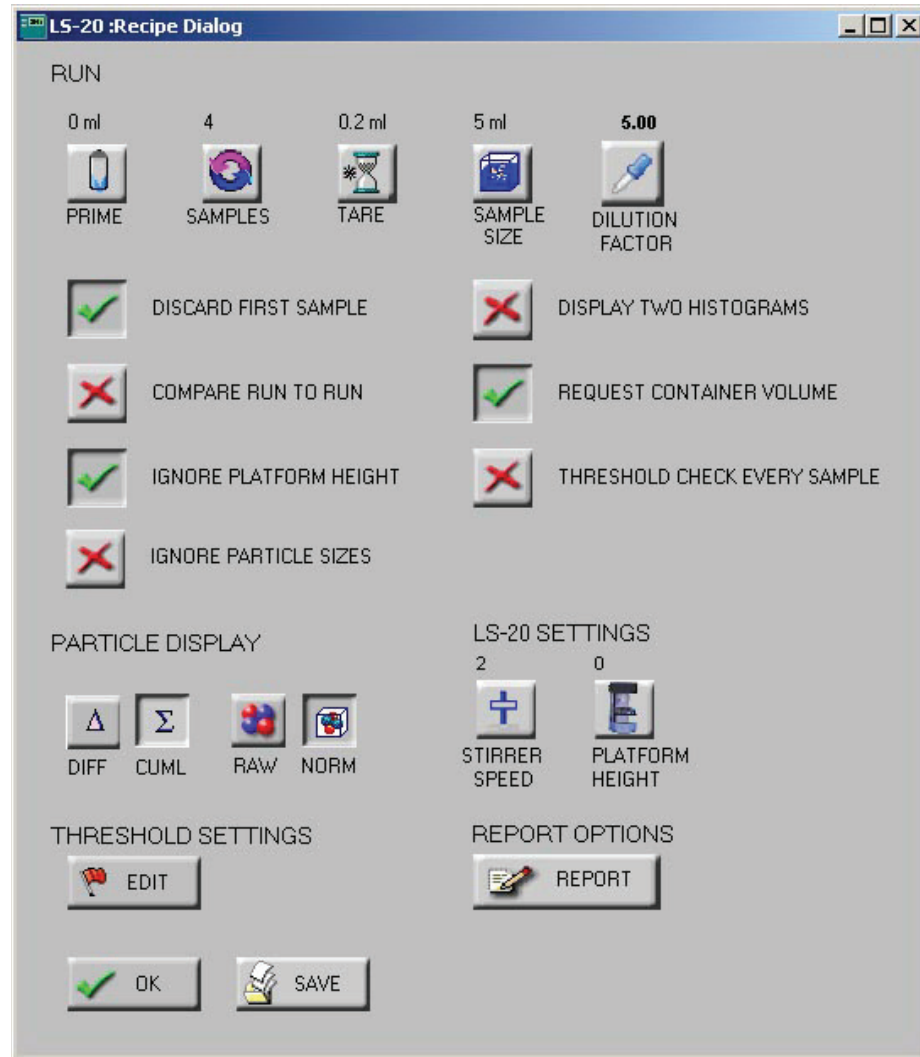 LS-20 :Recipe Dialog
RUN
0 ml 4 0.2 ml 5 ml 5.00
PRIME SAMPLES TARE SAMPLE SIZE DILUTION FACTOR
DISCARD FIRST SAMPLE DISPLAY TWO HISTOGRAMS
COMPARE RUN TO RUN REQUEST CONTAINER VOLUME
IGNORE PLATFORM HEIGHT THRESHOLD CHECK EVERY SAMPLE
IGNORE PARTICLE SIZES
PARTICLE DISPLAY LS-20 SETTINGS
2 0
Δ Σ
DIFF CUML RAW NORM STIRRER SPEED PLATFORM HEIGHT
THRESHOLD SETTINGS REPORT OPTIONS
EDIT REPORT
OK SAVE